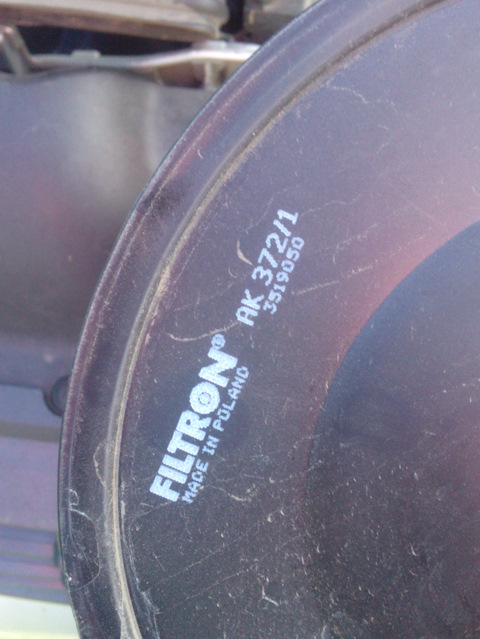 FILTRON® AK 372/1
MADE IN POLAND 3519050